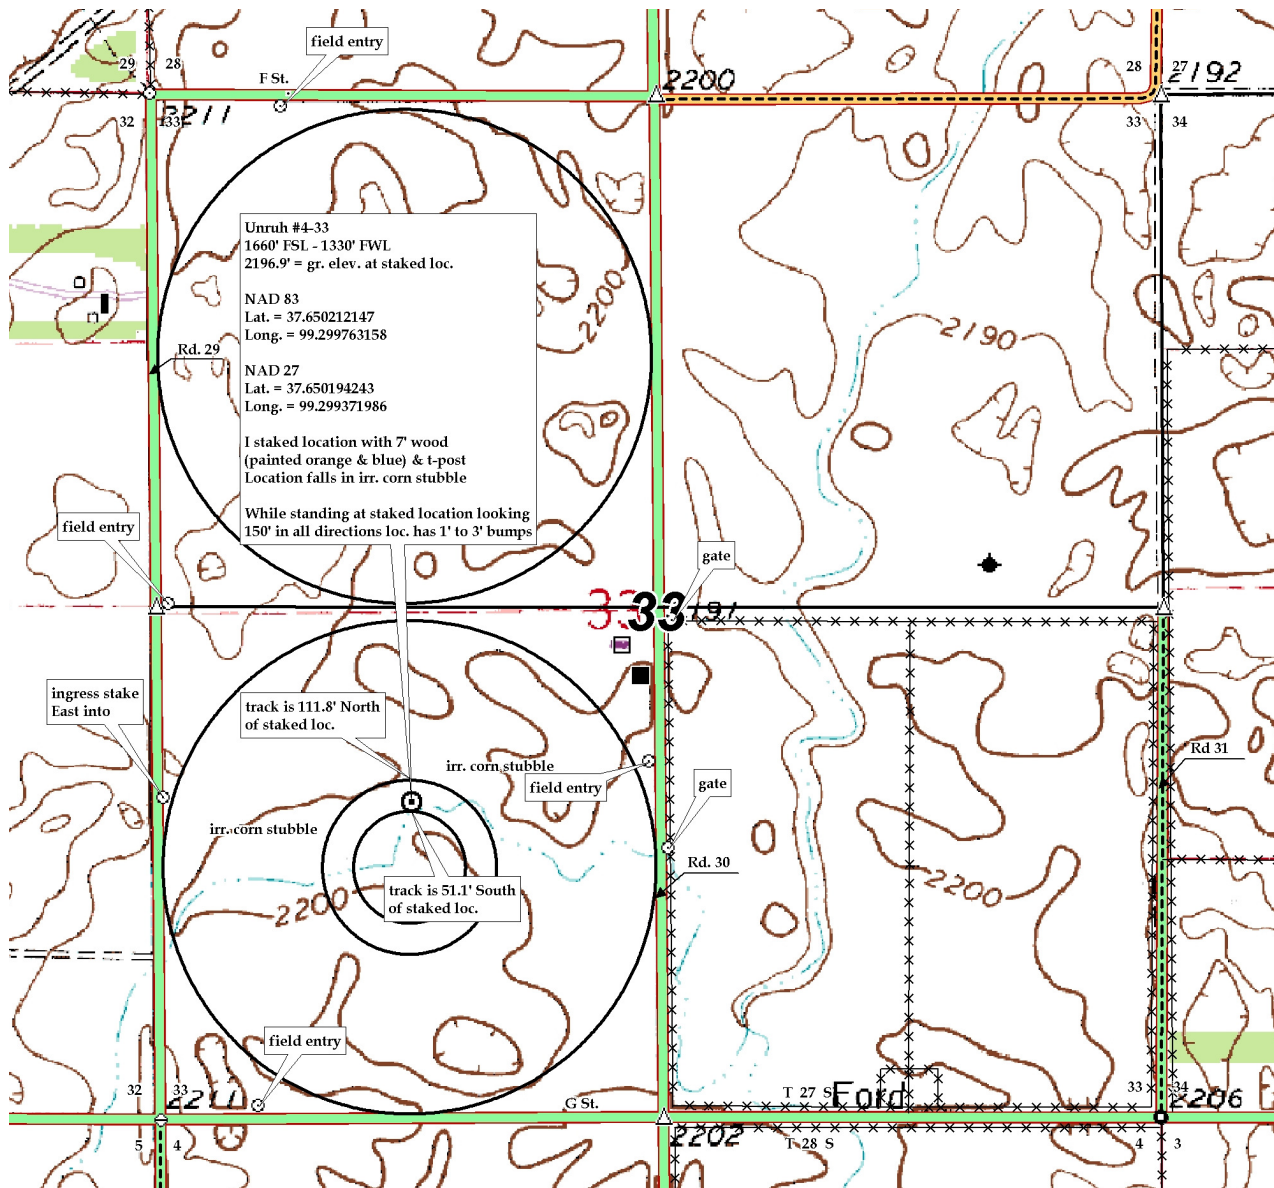 field entry
29 28
F St.
2200
28 27
2192
32 33
2211
33 34
Unruh #4-33
1660' FSL - 1330' FWL
2196.9' = gr. elev. at staked loc.
NAD 83
Lat. = 37.650212147
Long. = 99.299763158
NAD 27
Lat. = 37.650194243
Long. = 99.299371986
I staked location with 7' wood
(painted orange & blue) & t-post
Location falls in irr. corn stubble
While standing at staked location looking
150' in all directions loc. has 1' to 3' bumps
2200
2190
Rd. 29
field entry
gate
33
33
191
ingress stake
East into
track is 111.8' North
of staked loc.
irr. corn stubble
field entry
gate
Rd 31
irr. corn stubble
Rd. 30
track is 51.1' South
of staked loc.
2200
2200
field entry
32 33
2211
G St.
T 27 S
Ford
33 34
2206
5 4
2202
T 28 S
4 3